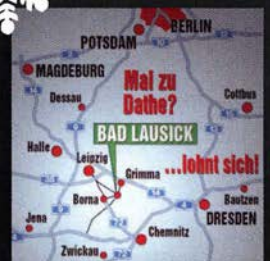 BERLIN
POTSDAM
MAGDEBURG
Mal zu
Dathe?
Dessau
Cottbus
BAD LAUSICK
Halle
Leipzig
...lohnt sich!
Grimma
Borna
Bautzen
Jena
DRESDEN
Chemnitz
Zwickau